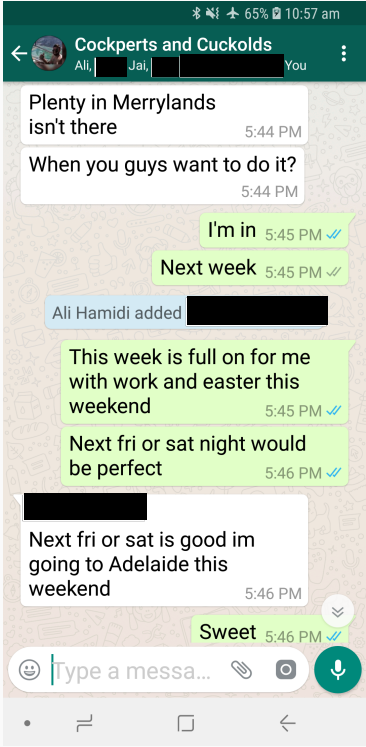 65% 10:57 am
Cockperts and Cuckolds
Ali, Jai, You
Plenty in Merrylands
isn't there
5:44 PM
When you guys want to do it?
5:44 PM
I'm in 5:45 PM
Next week 5:45 PM
Ali Hamidi added
This week is full on for me
with work and easter this
weekend
5:45 PM
Next fri or sat night would
be perfect
5:46 PM
Next fri or sat is good im
going to Adelaide this
weekend
5:46 PM
Sweet 5:46 PM
Type a messa...